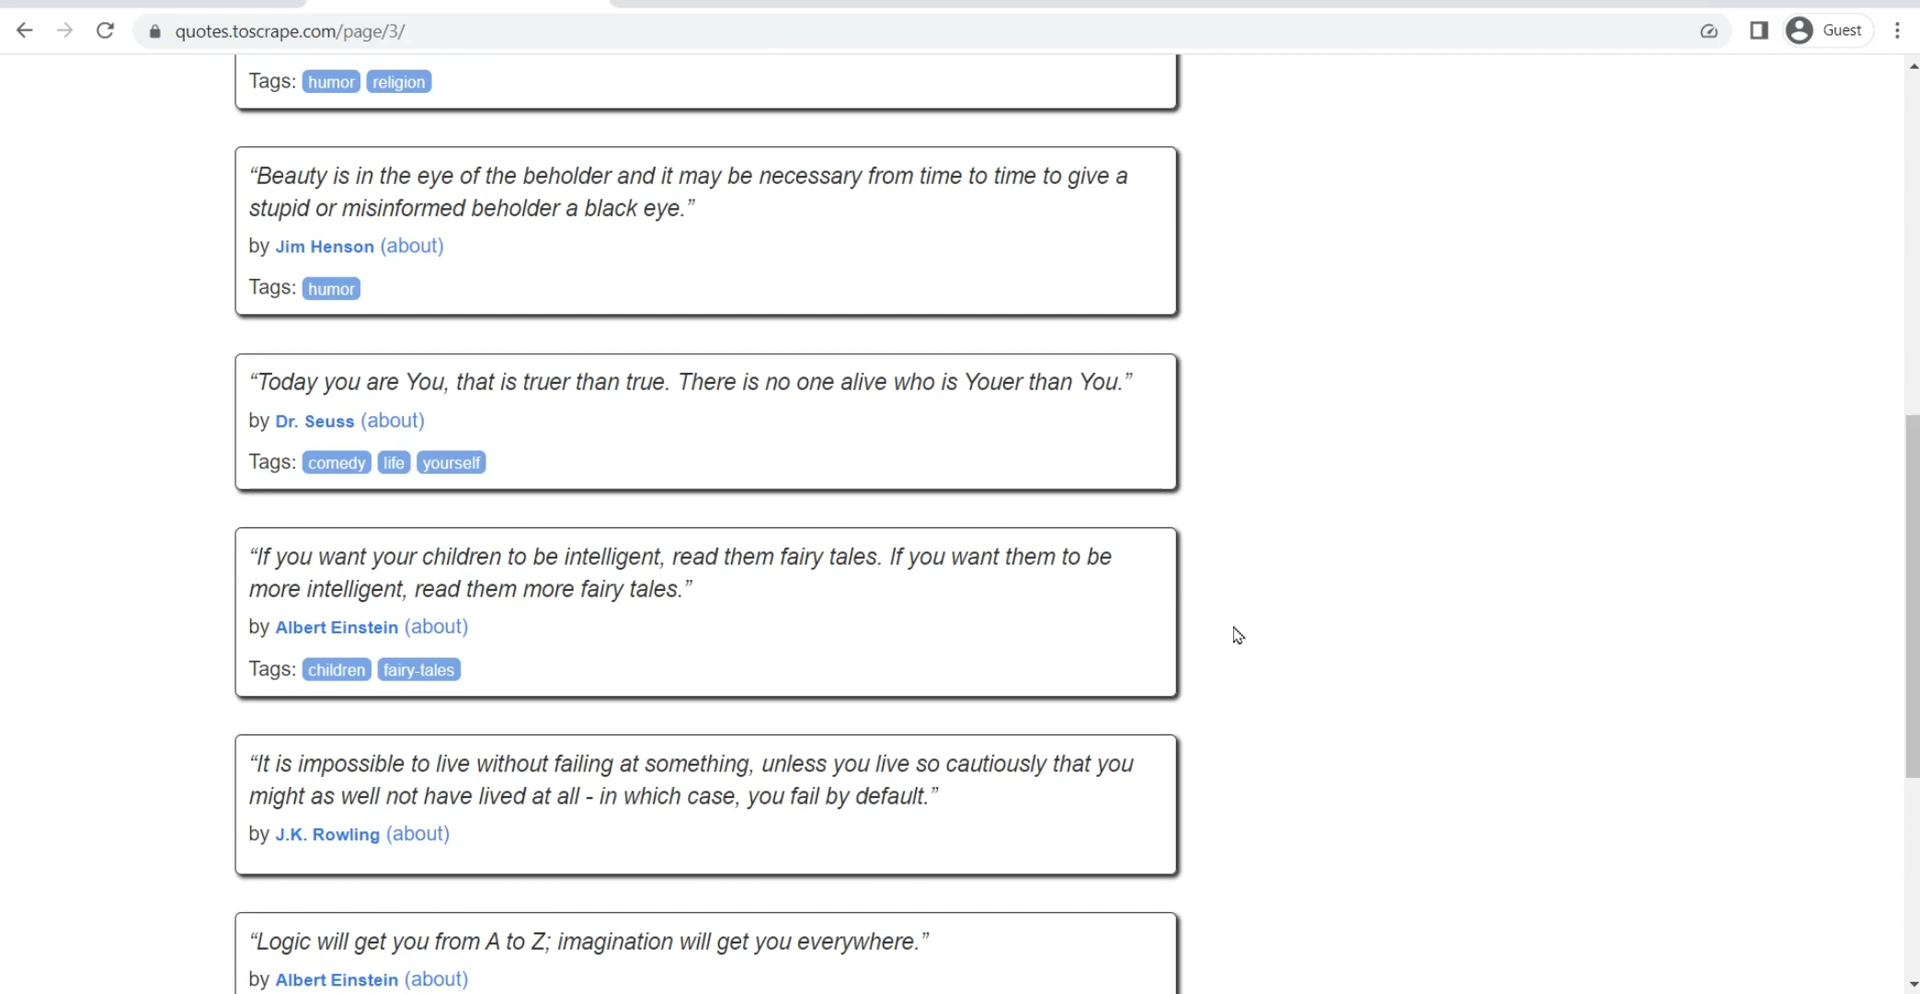 quotes.toscrape.com/page/3/
Guest
Tags: humor religion
“Beauty is in the eye of the beholder and it may be necessary from time to time to give a
stupid or misinformed beholder a black eye.”
by Jim Henson (about)
Tags: humor
“Today you are You, that is truer than true. There is no one alive who is Youer than You.”
by Dr. Seuss (about)
Tags: comedy life yourself
“If you want your children to be intelligent, read them fairy tales. If you want them to be
more intelligent, read them more fairy tales.”
by Albert Einstein (about)
Tags: children fairy-tales
“It is impossible to live without failing at something, unless you live so cautiously that you
might as well not have lived at all - in which case, you fail by default.”
by J.K. Rowling (about)
“Logic will get you from A to Z; imagination will get you everywhere.”
by Albert Einstein (about)